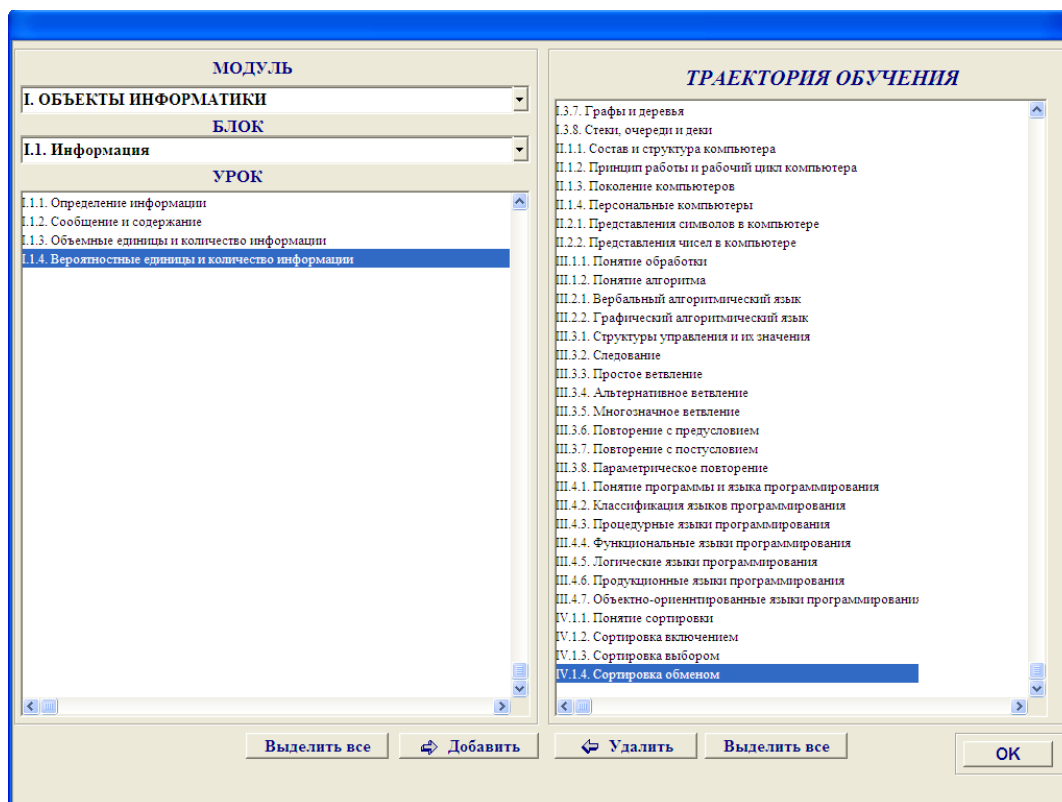 МОДУЛЬ
I. ОБЪЕКТЫ ИНФОРМАТИКИ
БЛОК
I.1. Информация
УРОК
I.1.1. Определение информации
I.1.2. Сообщение и содержание
I.1.3. Объемные единицы и количество информации
I.1.4. Вероятностные единицы и количество информации
Выделить все
Добавить
ТРАЕКТОРИЯ ОБУЧЕНИЯ
I.3.7. Графы и деревья
I.3.8. Стеки, очереди и деки
II.1.1. Состав и структура компьютера
II.1.2. Принцип работы и рабочий цикл компьютера
II.1.3. Поколение компьютеров
II.1.4. Персональные компьютеры
II.2.1. Представления символов в компьютере
II.2.2. Представления чисел в компьютере
III.1.1. Понятие обработки
III.1.2. Понятие алгоритма
III.2.1. Вербальный алгоритмический язык
III.2.2. Графический алгоритмический язык
III.3.1. Структуры управления и их значения
III.3.2. Следование
III.3.3. Простое ветвление
III.3.4. Альтернативное ветвление
III.3.5. Многозначное ветвление
III.3.6. Повторение с предусловием
III.3.7. Повторение с постусловием
III.3.8. Параметрическое повторение
III.4.1. Понятие программы и языка программирования
III.4.2. Классификация языков программирования
III.4.3. Процедурные языки программирования
III.4.4. Функциональные языки программирования
III.4.5. Логические языки программирования
III.4.6. Продукционные языки программирования
III.4.7. Объектно-ориеннтированные языки программировани
IV.1.1. Понятие сортировки
IV.1.2. Сортировка включением
IV.1.3. Сортировка выбором
IV.1.4. Сортировка обменом
Удалить
Выделить все
OK